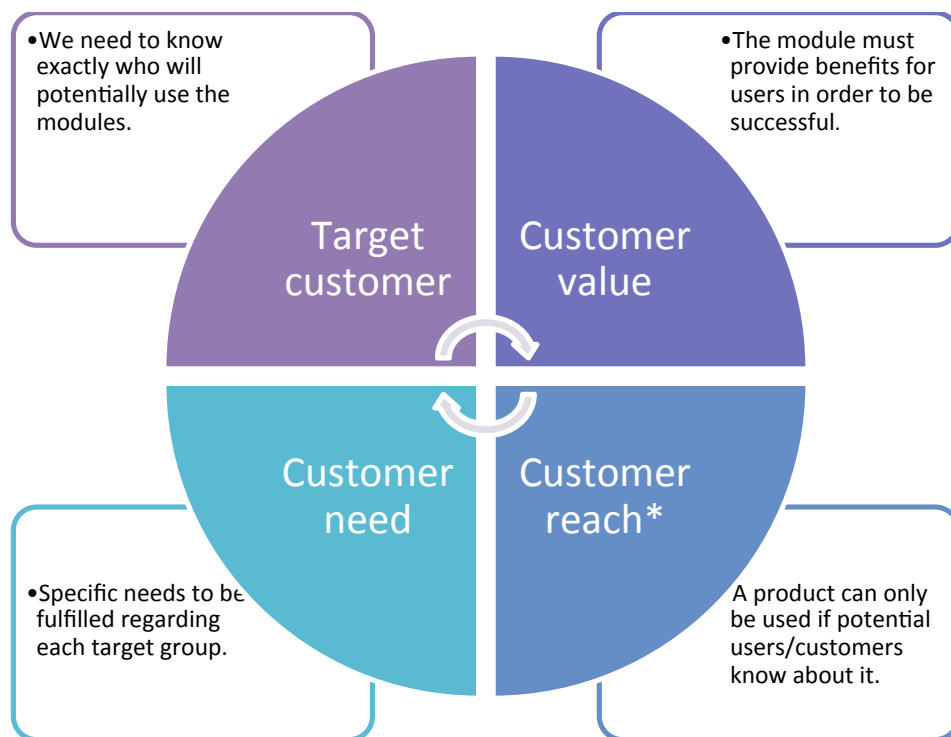 •We need to know
exactly who will
potentially use the
modules.
•The module must
provide benefits for
users in order to be
successful.
Target
customer
Customer
value
Customer
need
Customer
reach*
•Specific needs to be
fulfilled regarding
each target group.
A product can only
be used if potential
users/customers
know about it.